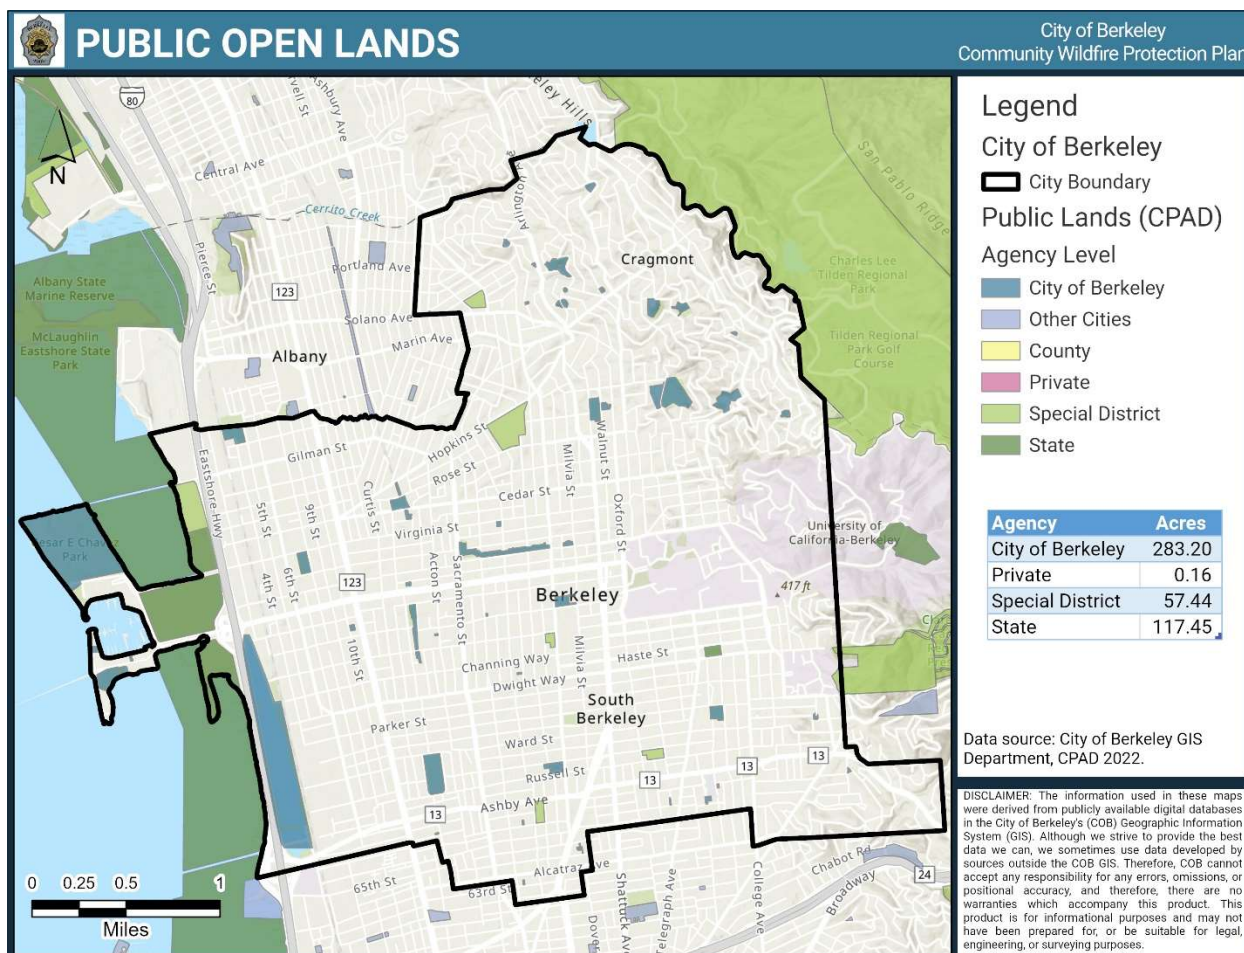 PUBLIC OPEN LANDS
City of Berkeley
Community Wildfire Protection Plan
80
Ashbury Ave
Central Ave
Cerrito Creek
Pierce St
N
Portland Ave
123
Solano Ave
Marin Ave
Albany
Albany State
Marine Reserve
McLaughlin
Eastshore State
Park
Arlington Ave
Cragmont
San Pablo Ridge
Charles Lee
Tilden Regional
Park
Tilden Regional
Park Golf
Course
Hopkins St
Rose St
Gilman St
Eastshore Hwy
Cedar St
Milvia St
Walnut St
Oxford St
5th St
9th St
Curtis St
Virginia St
University of
California-Berkeley
Cesar E Chavez
Park
4th St
6th St
123
Acton St
Sacramento St
Berkeley
417 ft
10th St
Channing Way
Dwight Way
Milvia St
Haste St
South
Berkeley
Parker St
Ward St
Russell St
13
13
13
13
Ashby Ave
Alcatraz Ave
65th St
63rd St
Shattuck Ave
Telegraph Ave
College Ave
Chabot Rd
Broadway
24
0 0.25 0.5 1
Miles
Legend
City of Berkeley
City Boundary
Public Lands (CPAD)
Agency Level
City of Berkeley
Other Cities
County
Private
Special District
State
Agency Acres
City of Berkeley 283.20
Private 0.16
Special District 57.44
State 117.45
Data source: City of Berkeley GIS
Department, CPAD 2022.
DISCLAIMER: The information used in these maps
were derived from publicly available digital databases
in the City of Berkeley's (COB) Geographic Information
System (GIS). Although we strive to provide the best
data we can, we sometimes use data developed by
sources outside the COB GIS. Therefore, COB cannot
accept any responsibility for any errors, omissions, or
positional accuracy, and therefore, there are no
warranties which accompany this product. This
product is for informational purposes and may not
have been prepared for, or be suitable for legal,
engineering, or surveying purposes.